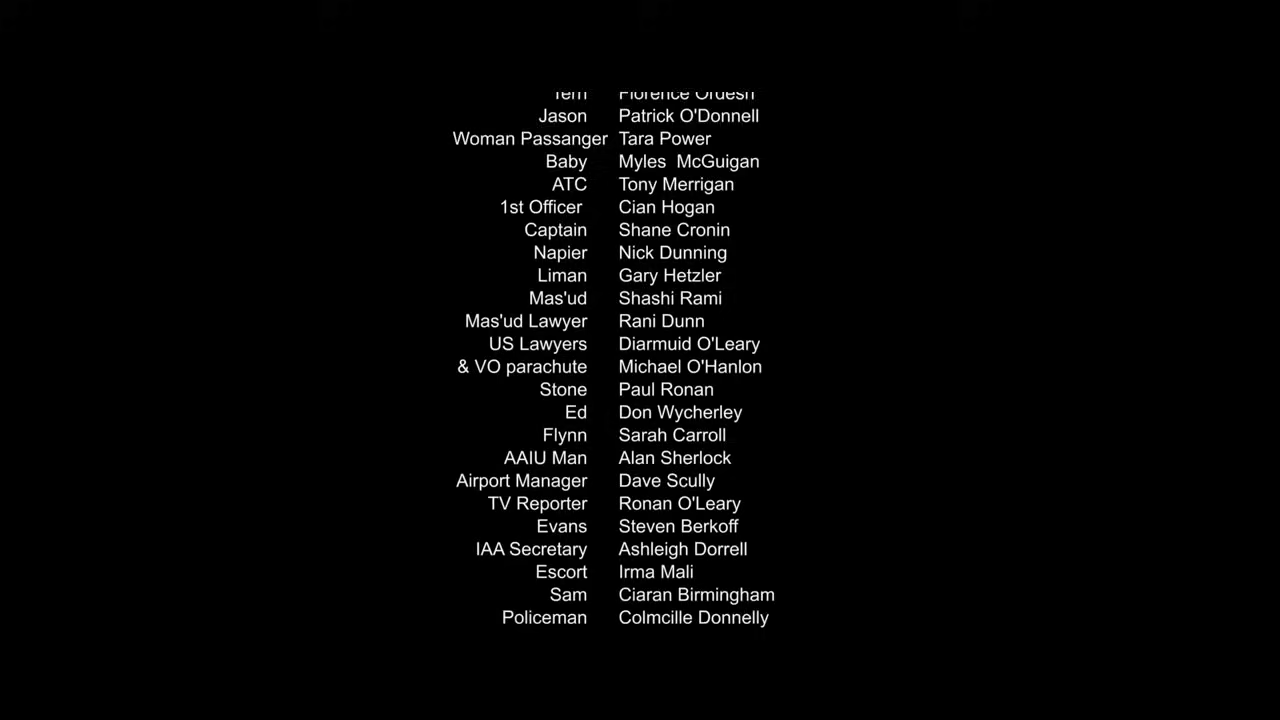 Florence Ordesh
Jason Patrick O'Donnell
Woman Passanger Tara Power
Baby Myles McGuigan
ATC Tony Merrigan
1st Officer Cian Hogan
Captain Shane Cronin
Napier Nick Dunning
Liman Gary Hetzler
Mas'ud Shashi Rami
Mas'ud Lawyer Rani Dunn
US Lawyers Diarmuid O'Leary
& VO parachute Michael O'Hanlon
Stone Paul Ronan
Ed Don Wycherley
Flynn Sarah Carroll
AAIU Man Alan Sherlock
Airport Manager Dave Scully
TV Reporter Ronan O'Leary
Evans Steven Berkoff
IAA Secretary Ashleigh Dorrell
Escort Irma Mali
Sam Ciaran Birmingham
Policeman Colmcille Donnelly